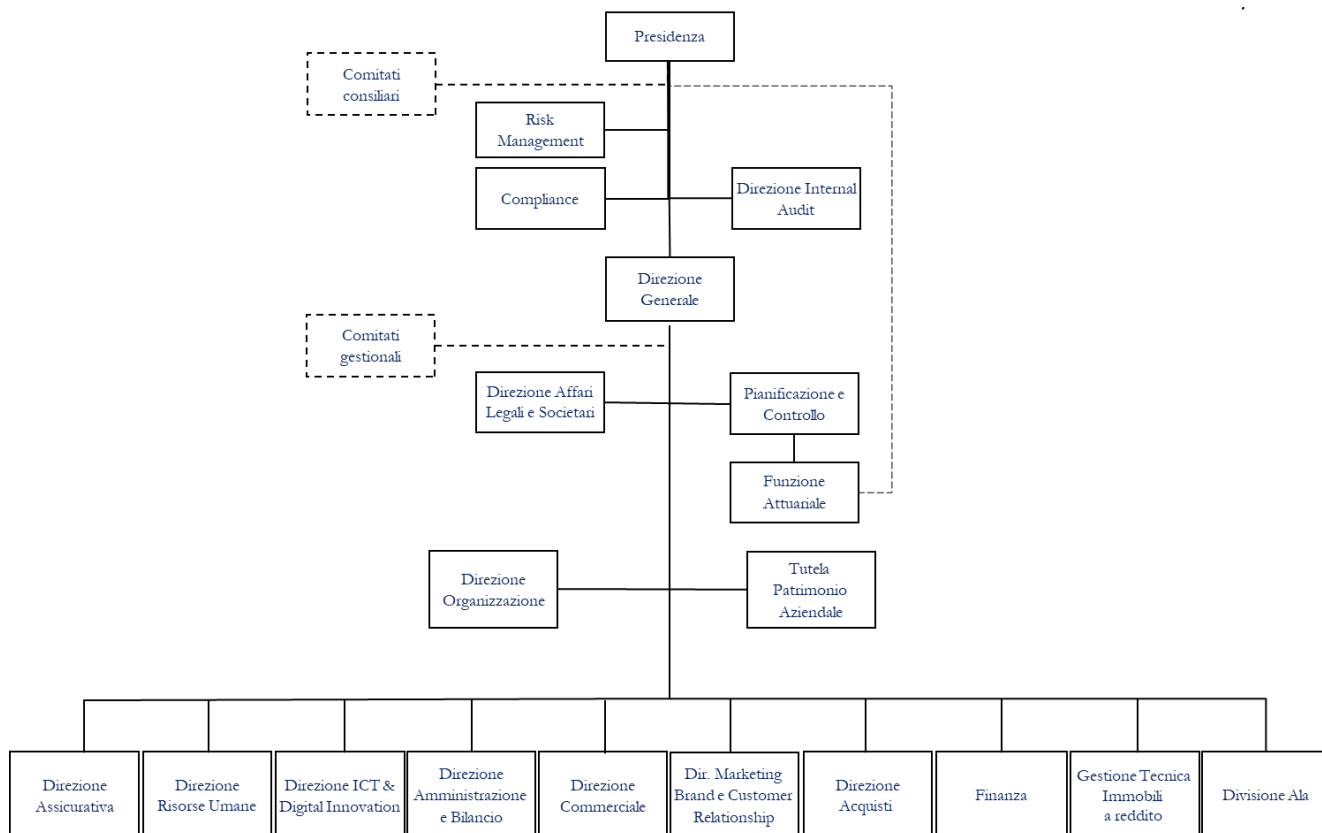 Presidenza
Comitati
consiliari
Risk
Management
Compliance
Direzione Internal
Audit
Direzione
Generale
Comitati
gestionali
Direzione Affari
Legali e Societari
Pianificazione e
Controllo
Funzione
Attuariale
Direzione
Organizzazione
Tutela
Patrimonio
Aziendale
Direzione
Assicurativa
Direzione
Risorse Umane
Direzione ICT &
Digital Innovation
Direzione
Amministrazione
e Bilancio
Direzione
Commerciale
Dir. Marketing
Brand e Customer
Relationship
Direzione
Acquisti
Finanza
Gestione Tecnica
Immobili
a reddito
Divisione Ala